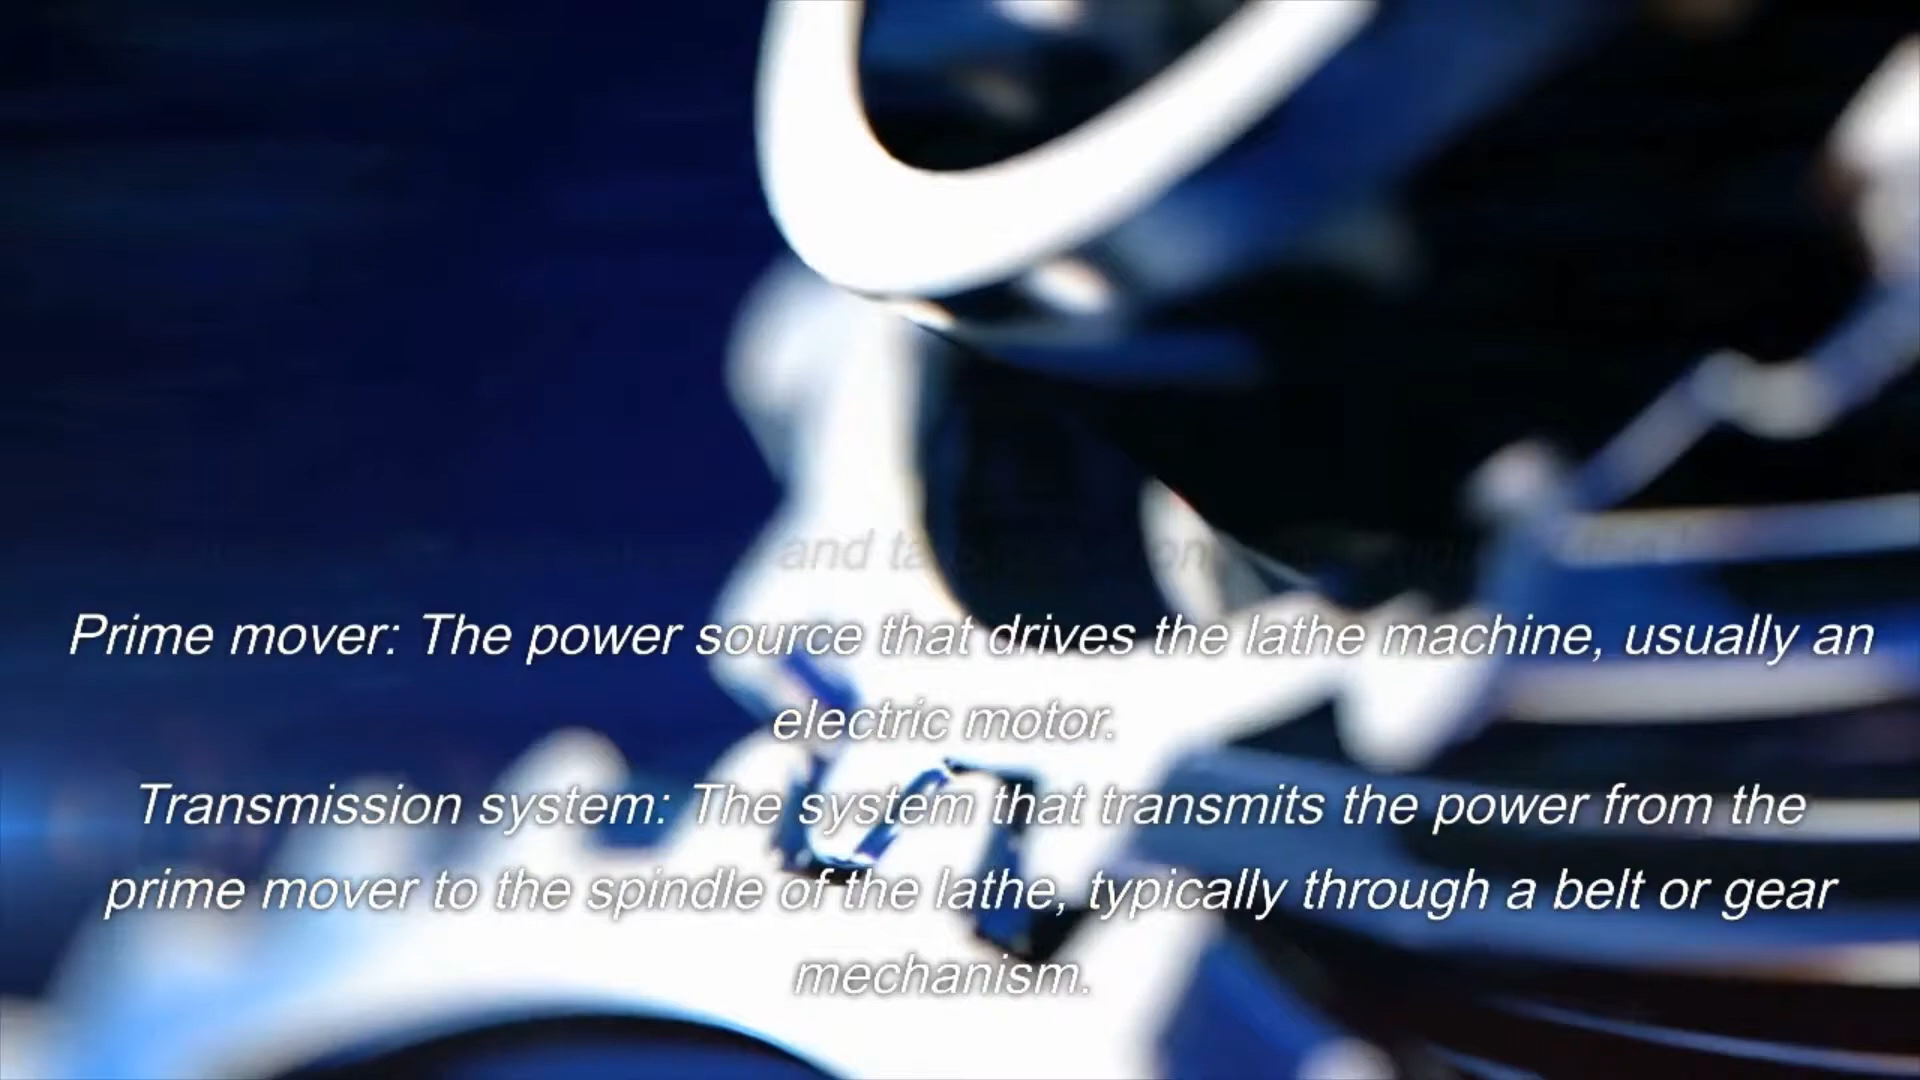 and
Prime mover: The power source that drives the lathe machine, usually an
electric motor.
Transmission system: The system that transmits the power from the
prime mover to the spindle of the lathe, typically through a belt or gear
mechanism.